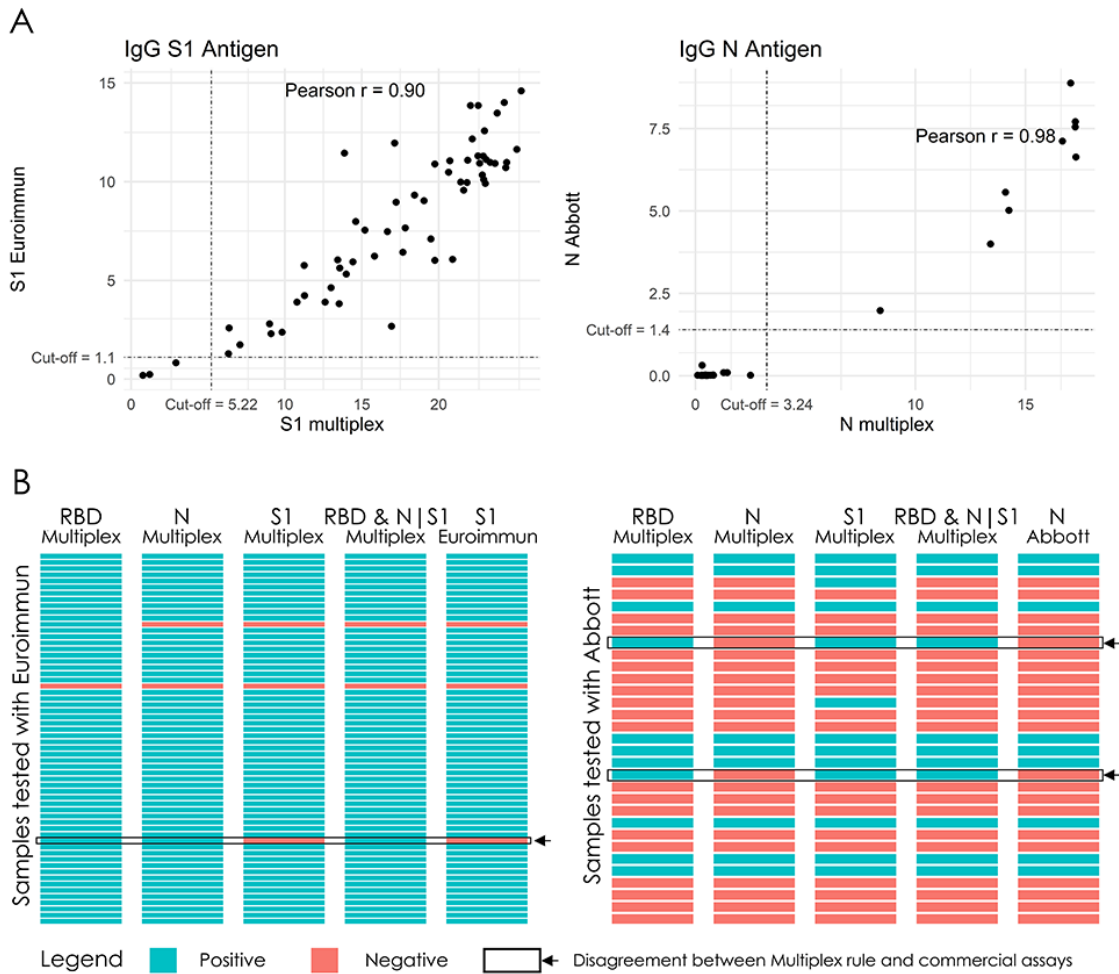 A
IgG S1 Antigen
IgG N Antigen
Pearson r = 0.90
Pearson r = 0.98
S1 Euroimmun
15
10
5
0
Cut-off = 1.1
0
Cut-off = 5.22
10
15
20
S1 multiplex
N Abbott
7.5
5.0
2.5
0.0
Cut-off = 1.4
0
Cut-off = 3.24
10
15
N multiplex
B
RBD N S1 RBD & N|S1 S1
Multiplex Multiplex Multiplex Multiplex Euroimmun
Samples tested with Euroimmun
RBD N S1 RBD & N|S1 N
Multiplex Multiplex Multiplex Multiplex Abbott
Samples tested with Abbott
Legend Positive Negative Disagreement between Multiplex rule and commercial assays